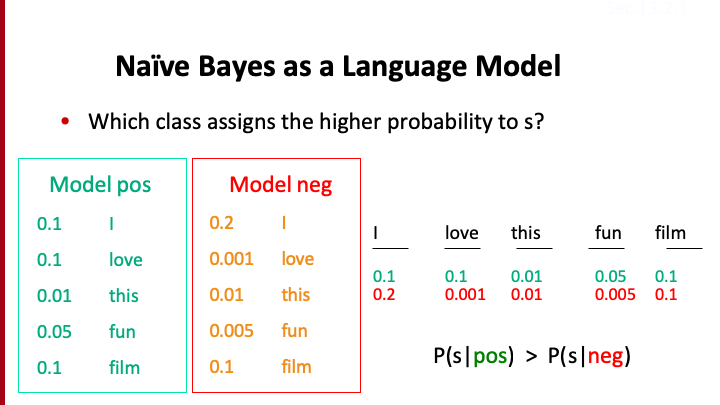 Naïve Bayes as a Language Model
• Which class assigns the higher probability to s?
Model pos
0.1 I
0.1 love
0.01 this
0.05 fun
0.1 film
Model neg
0.2 I
0.001 love
0.01 this
0.005 fun
0.1 film
I love this fun film
0.1 0.1 0.01 0.05 0.1
0.2 0.001 0.01 0.005 0.1
P(s|pos) > P(s|neg)